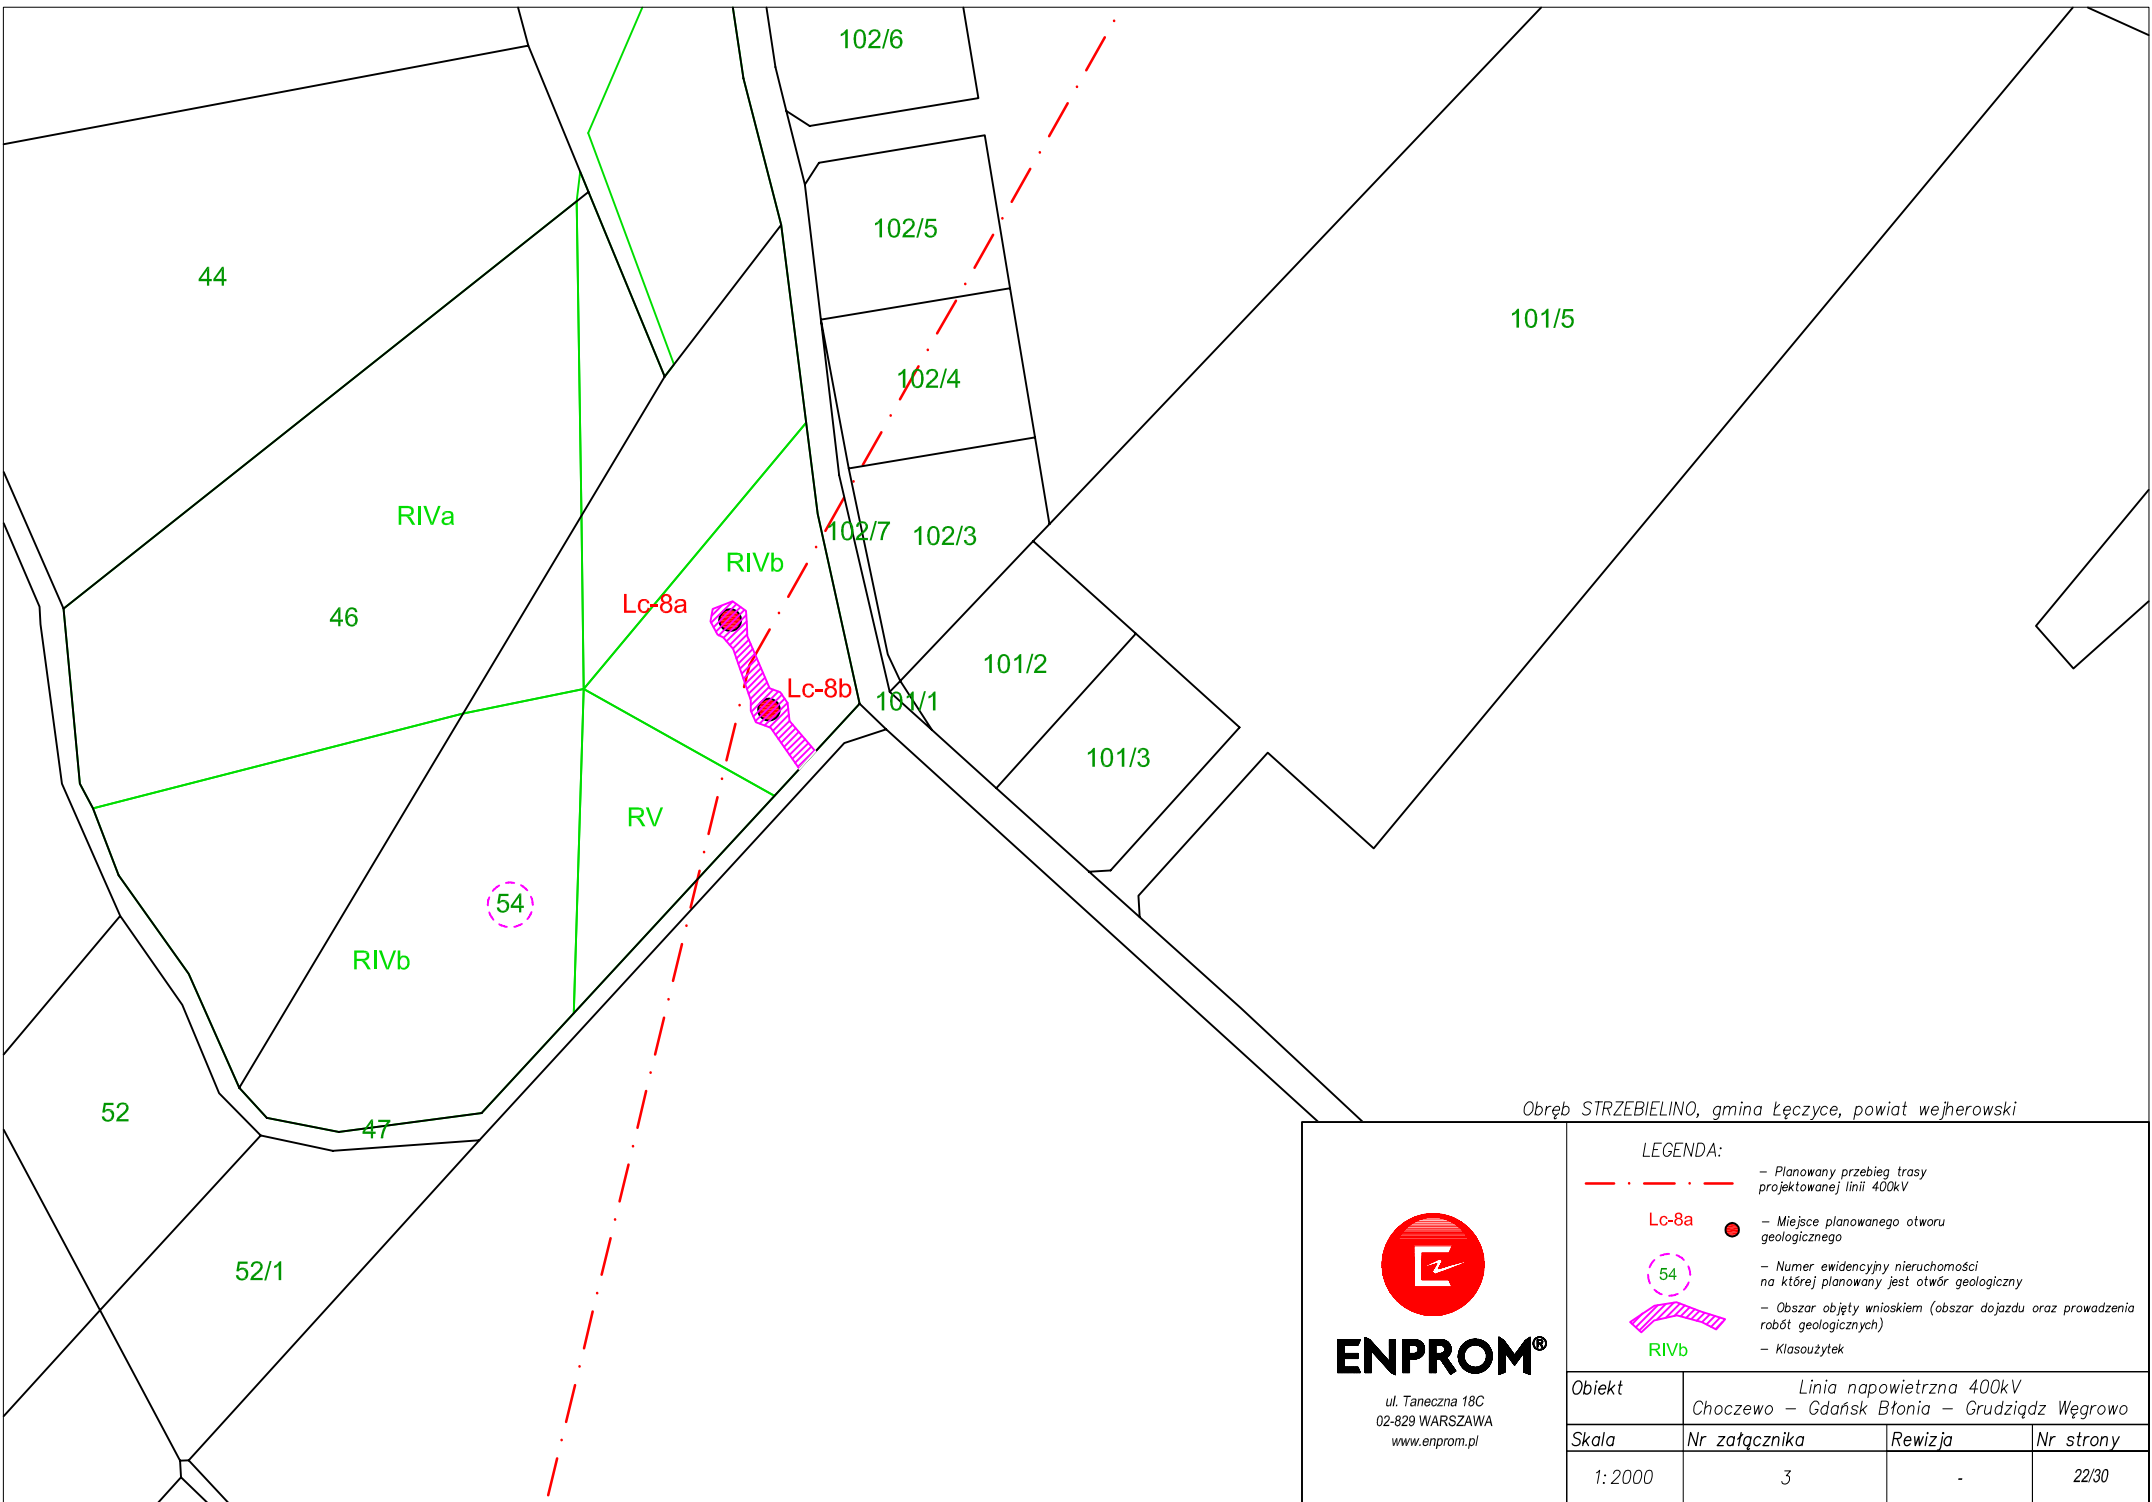 102/6
102/5
44
101/5
102/4
RIVa
102/7
102/3
RIVb
Lc-8a
46
101/2
Lc-8b
101/1
101/3
RV
54
RIVb
52
47
52/1
Obręb STRZEBIELINO, gmina Łęczyce, powiat wejherowski
LEGENDA:
– Planowany przebieg trasy
projektowanej linii 400kV
Lc-8a
– Miejsce planowanego otworu
geologicznego
54
– Numer ewidencyjny nieruchomości
na której planowany jest otwór geologiczny
– Obszar objęty wnioskiem (obszar dojazdu oraz prowadzenia
robót geologicznych)
RIVb
– Klasoużytek
ENPROM®
ul. Taneczna 18C
02-829 WARSZAWA
www.enprom.pl
Obiekt
Linia napowietrzna 400kV
Choczewo – Gdańsk Błonia – Grudziądz Węgrowo
Skala
Nr załącznika
Rewizja
Nr strony
1:2000
3
-
22/30